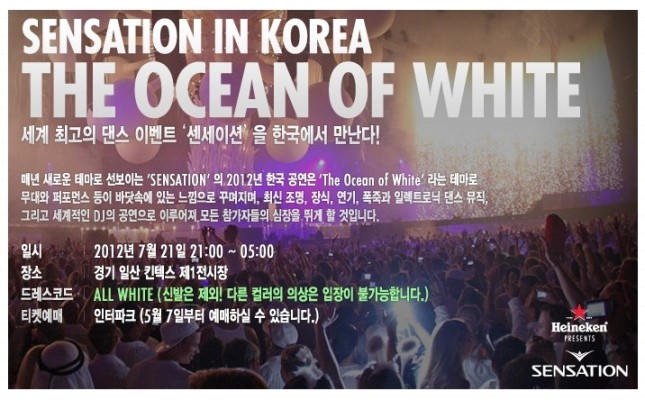 SENSATION IN KOREA
THE OCEAN OF WHITE
세계 최고의 댄스 이벤트 '센세이션' 을 한국에서 만난다!
매년 새로운 테마로 선보이는 'SENSATION' 의 2012년 한국 공연은 'The Ocean of White' 라는 테마로
무대와 퍼포먼스 등이 바닷속에 있는 느낌으로 꾸며지며, 최신 조명, 장식, 연기, 폭죽과 일렉트로닉 댄스 뮤직,
그리고 세계적인 DJ의 공연으로 이루어져 모든 참가자들의 심장을 뛰게 할 것입니다.
일시 2012년 7월 21일 21:00 ~ 05:00
장소 경기 일산 킨텍스 제1전시장
드레스코드 ALL WHITE (신발은 제외! 다른 컬러의 의상은 입장이 불가능합니다.)
티켓예매 인터파크 (5월 7일부터 예매하실 수 있습니다.)
Heineken
PRESENTS
SENSATION